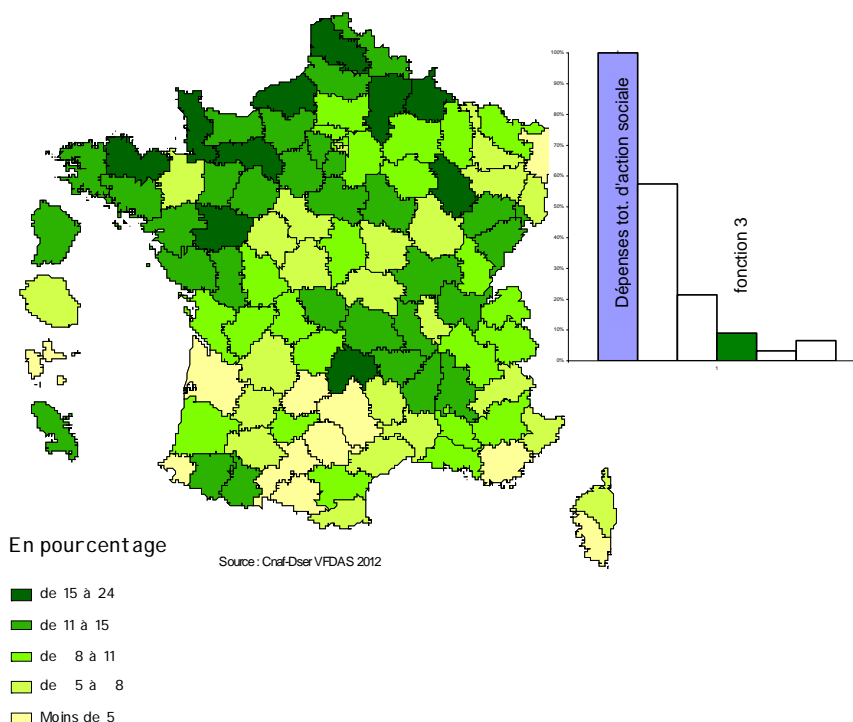 100%
90%
80%
70%
60%
50%
40%
30%
20%
10%
0%
Dépenses tot. d'action sociale
fonction 3
1
En pourcentage
Source : Cnaf-Dser VFDAS 2012
de 15 à 24
de 11 à 15
de 8 à 11
de 5 à 8
Moins de 5